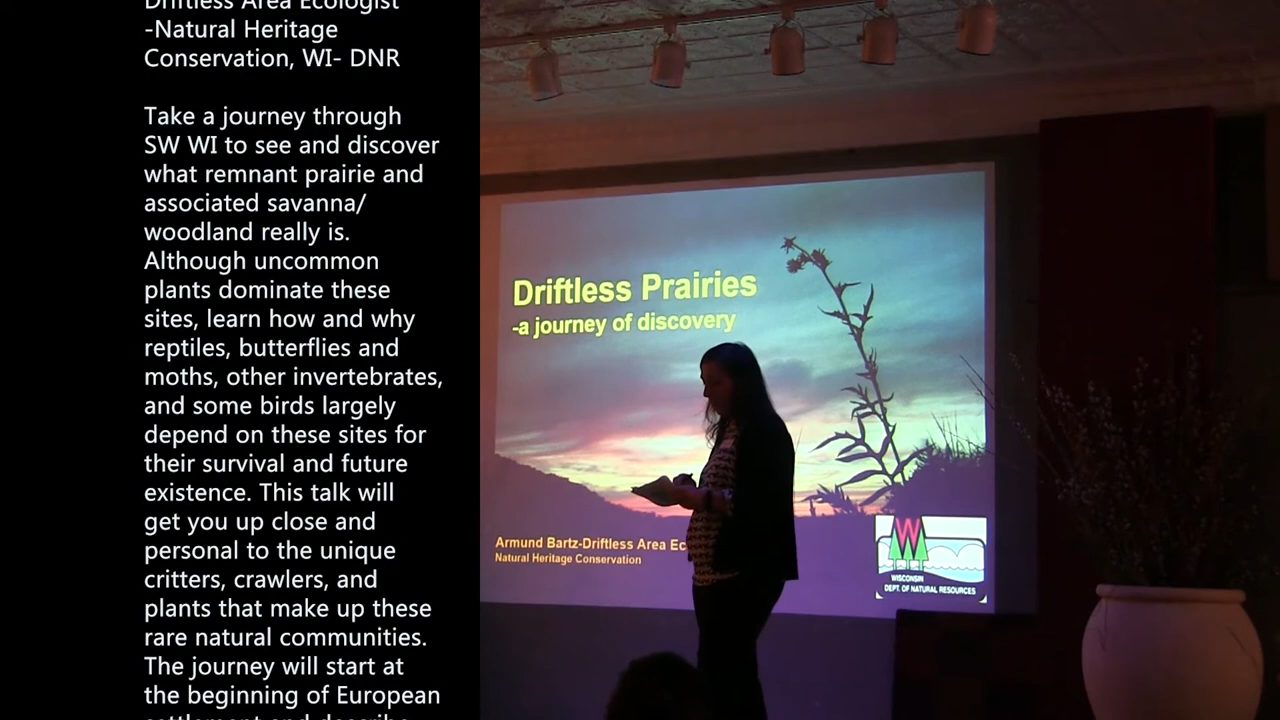 Driftless Area Ecologist
-Natural Heritage
Conservation, WI- DNR
Take a journey through
SW WI to see and discover
what remnant prairie and
associated savanna/
woodland really is.
Although uncommon
plants dominate these
sites, learn how and why
reptiles, butterflies and
moths, other invertebrates,
and some birds largely
depend on these sites for
their survival and future
existence. This talk will
get you up close and
personal to the unique
critters, crawlers, and
plants that make up these
rare natural communities.
The journey will start at
the beginning of European
settlement and describe
Driftless Prairies
-a journey of discovery
Armund Bartz-Driftless Area Ec
Natural Heritage Conservation
W
WISCONSIN
DEPT. OF NATURAL RESOURCES